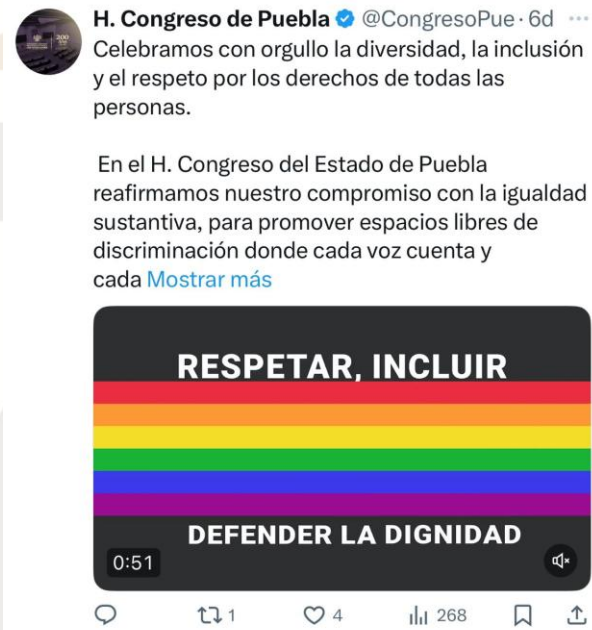 H. Congreso de Puebla @CongresoPue · 6d ...
Celebramos con orgullo la diversidad, la inclusión
y el respeto por los derechos de todas las
personas.
En el H. Congreso del Estado de Puebla
reafirmamos nuestro compromiso con la igualdad
sustantiva, para promover espacios libres de
discriminación donde cada voz cuenta y
cada Mostrar más
RESPETAR, INCLUIR
DEFENDER LA DIGNIDAD
0:51
1 4 268